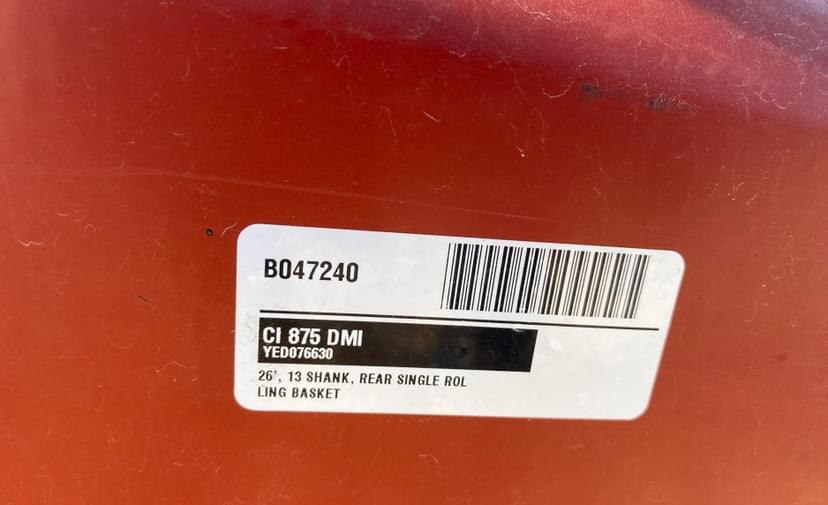 B047240
CI 875 DMI
YED076630
26', 13 SHANK, REAR SINGLE ROL
LING BASKET